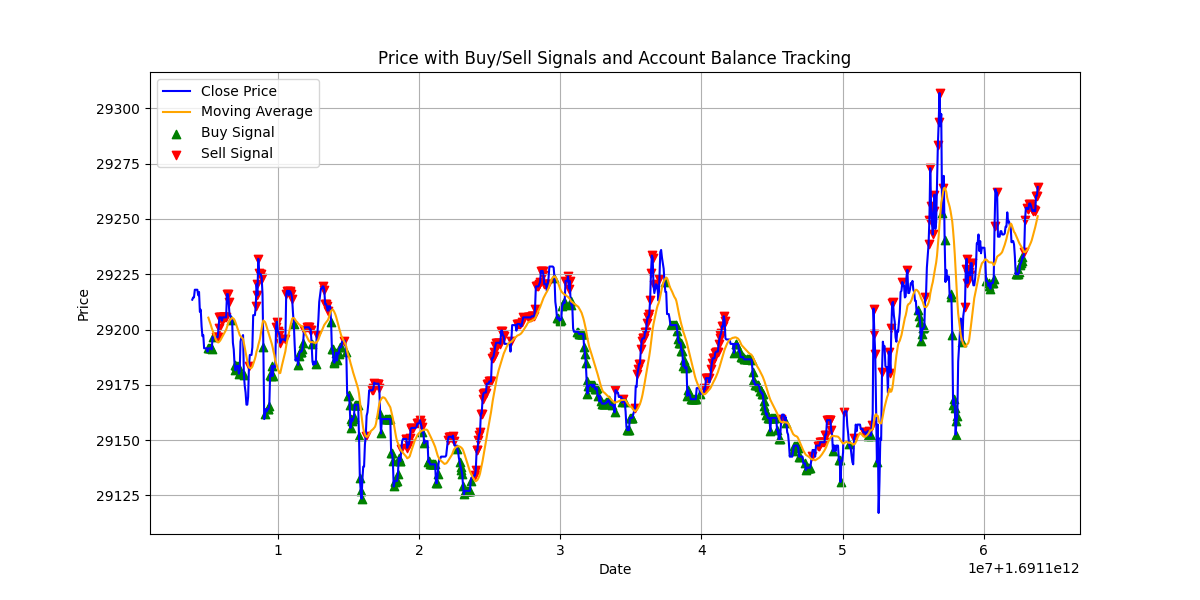 Price with Buy/Sell Signals and Account Balance Tracking
Close Price
Moving Average
Buy Signal
Sell Signal
29300
29275
29250
29225
29200
29175
29150
29125
Price
1 2 3 4 5 6
Date
1e7+1.6911e12